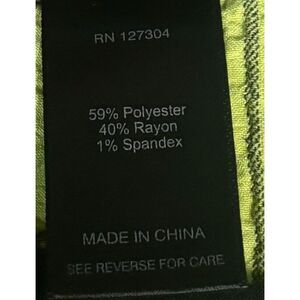 RN 127304
59% Polyester
40% Rayon
1% Spandex
MADE IN CHINA
SEE REVERSE FOR CARE